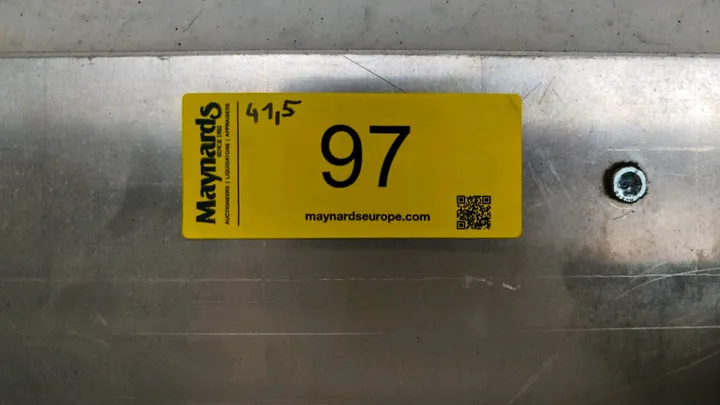 Maynards
SINCE 1902
AUCTIONEERS | LIQUIDATORS | APPRAISERS
41,5
97
maynardseurope.com